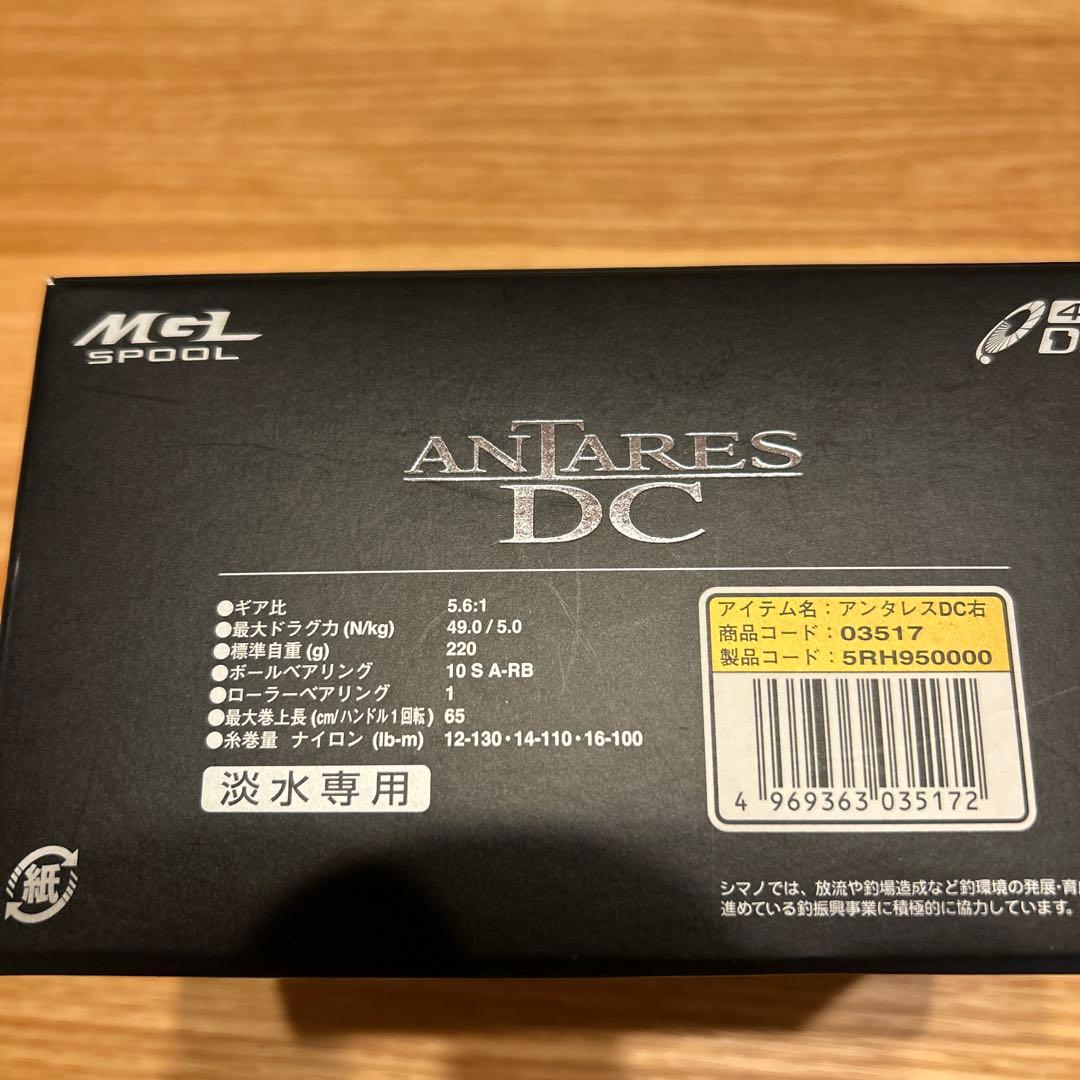 MGL
SPOOL
4
D
ANTARES
DC
●ギア比 5.6:1
●最大ドラグ力 (N/kg) 49.0 / 5.0
●標準自重 (g) 220
●ボールベアリング 10 S A-RB
●ローラーベアリング 1
●最大巻上長 (cm/ハンドル1回転) 65
●糸巻量 ナイロン (lb-m) 12-130・14-110・16-100
淡水専用
アイテム名：アンタレスDC右
商品コード：03517
製品コード：5RH950000
4 969363 035172
紙
シマノでは、放流や釣場造成など釣環境の発展・育
進めている釣振興事業に積極的に協力しています。